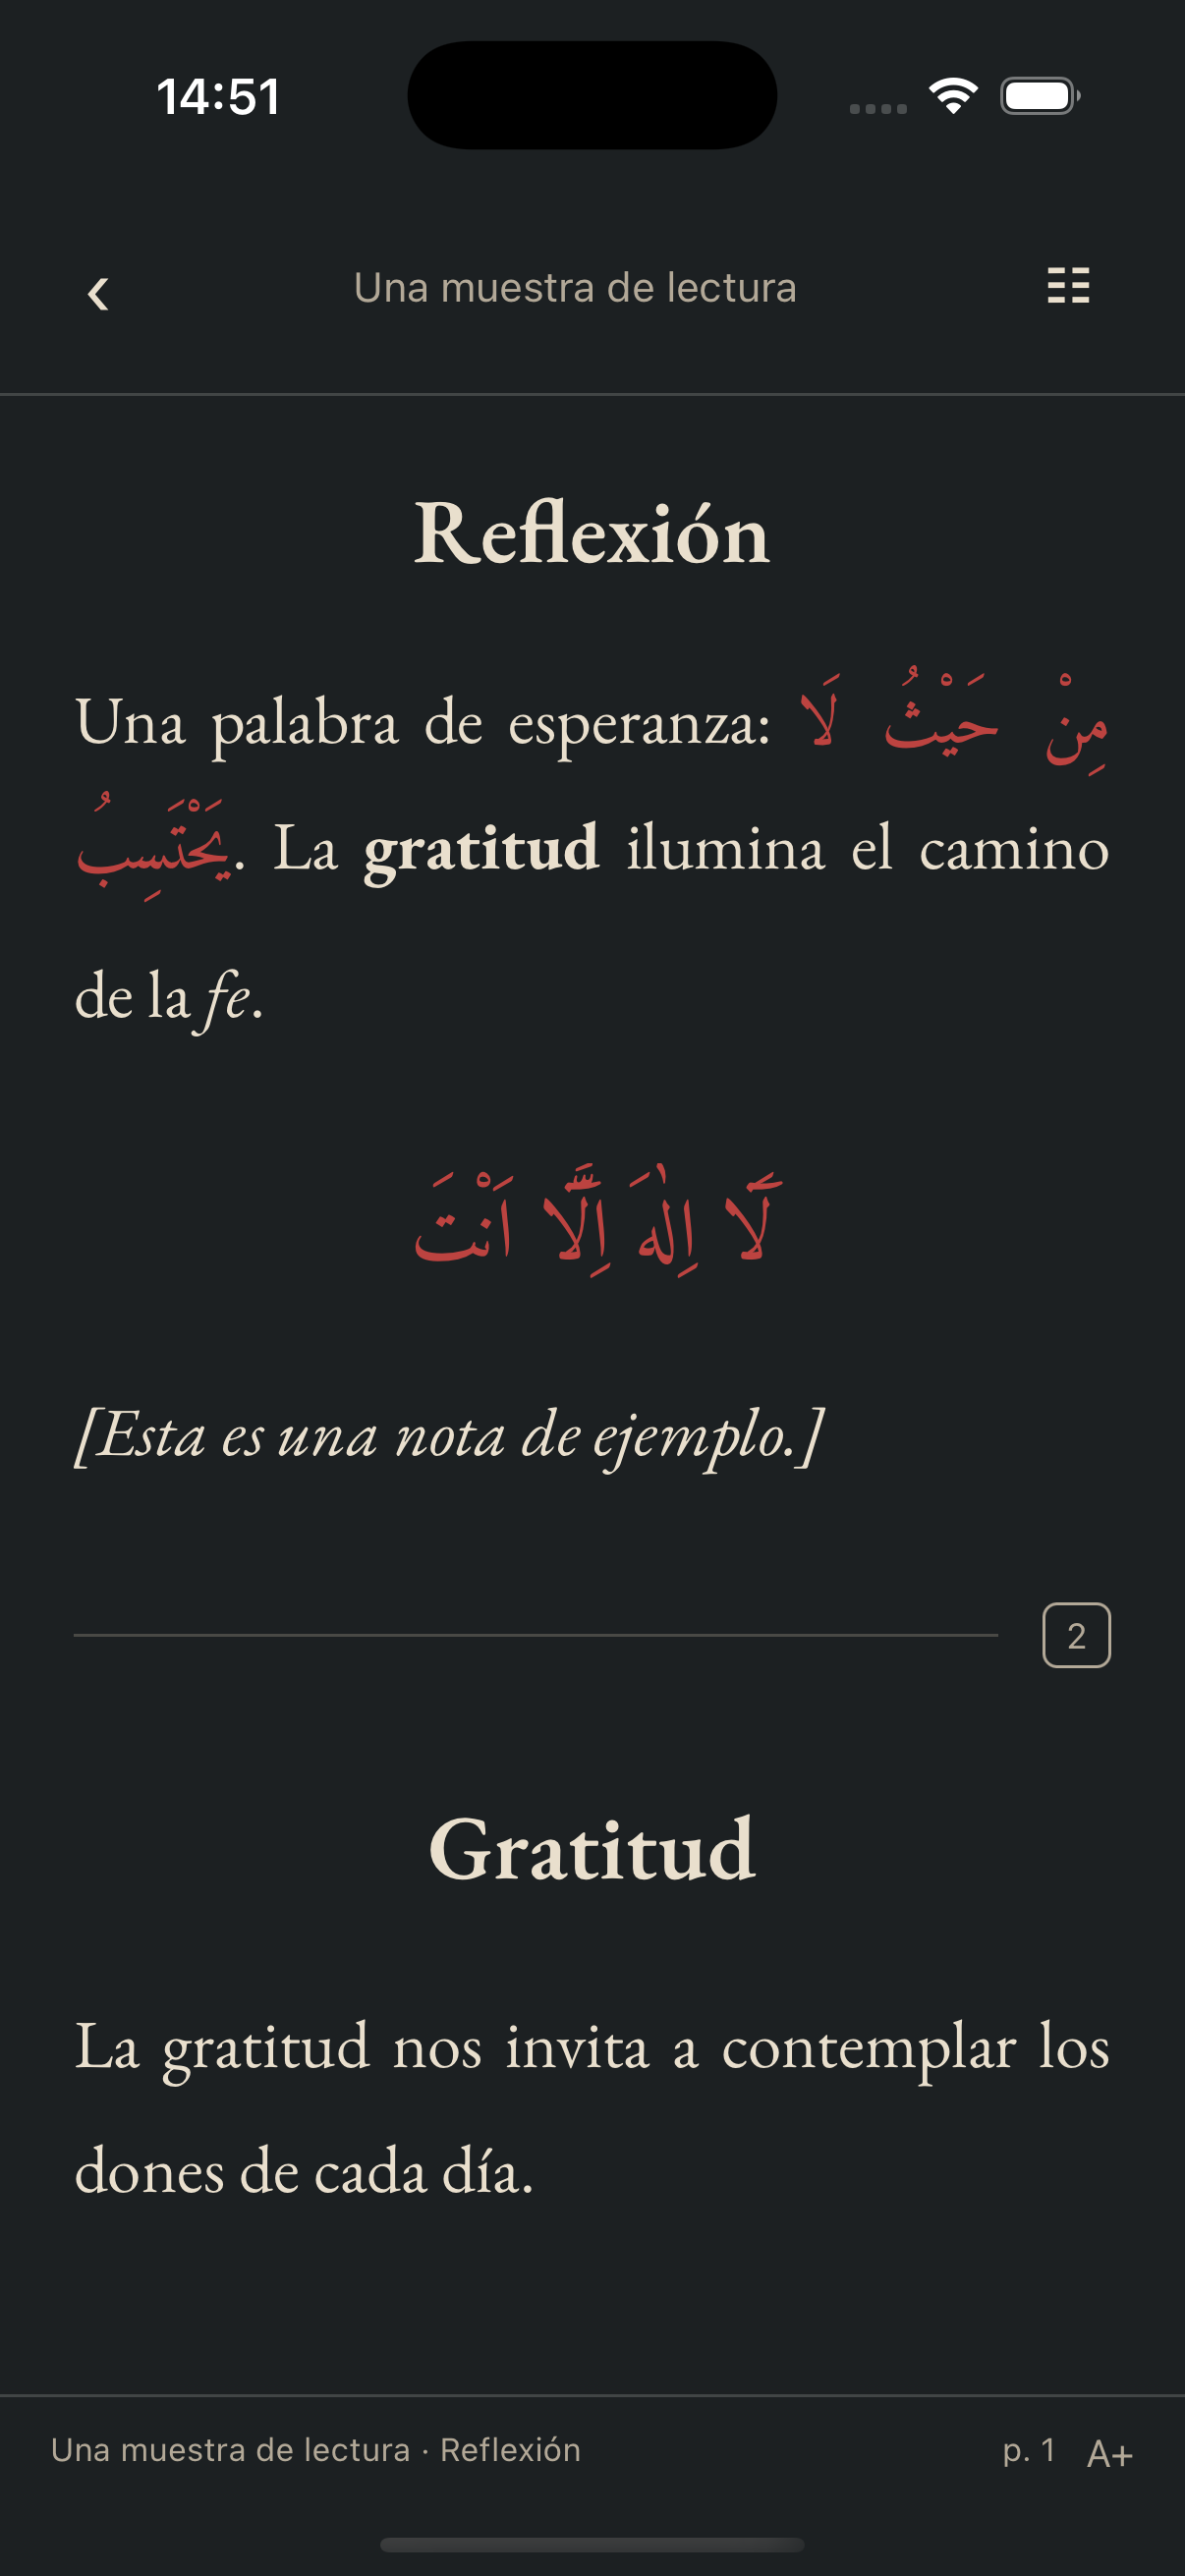 14:51
Una muestra de lectura
Reflexión
Una palabra de esperanza: مِنْ حَيْثُ لَا
يَحْتَسِبُ. La gratitud ilumina el camino
de la fe.
لَٓا اِلٰهَ اِلَّٓا اَنْتَ
[Esta es una nota de ejemplo.]
2
Gratitud
La gratitud nos invita a contemplar los
dones de cada día.
Una muestra de lectura · Reflexión p. 1 A+